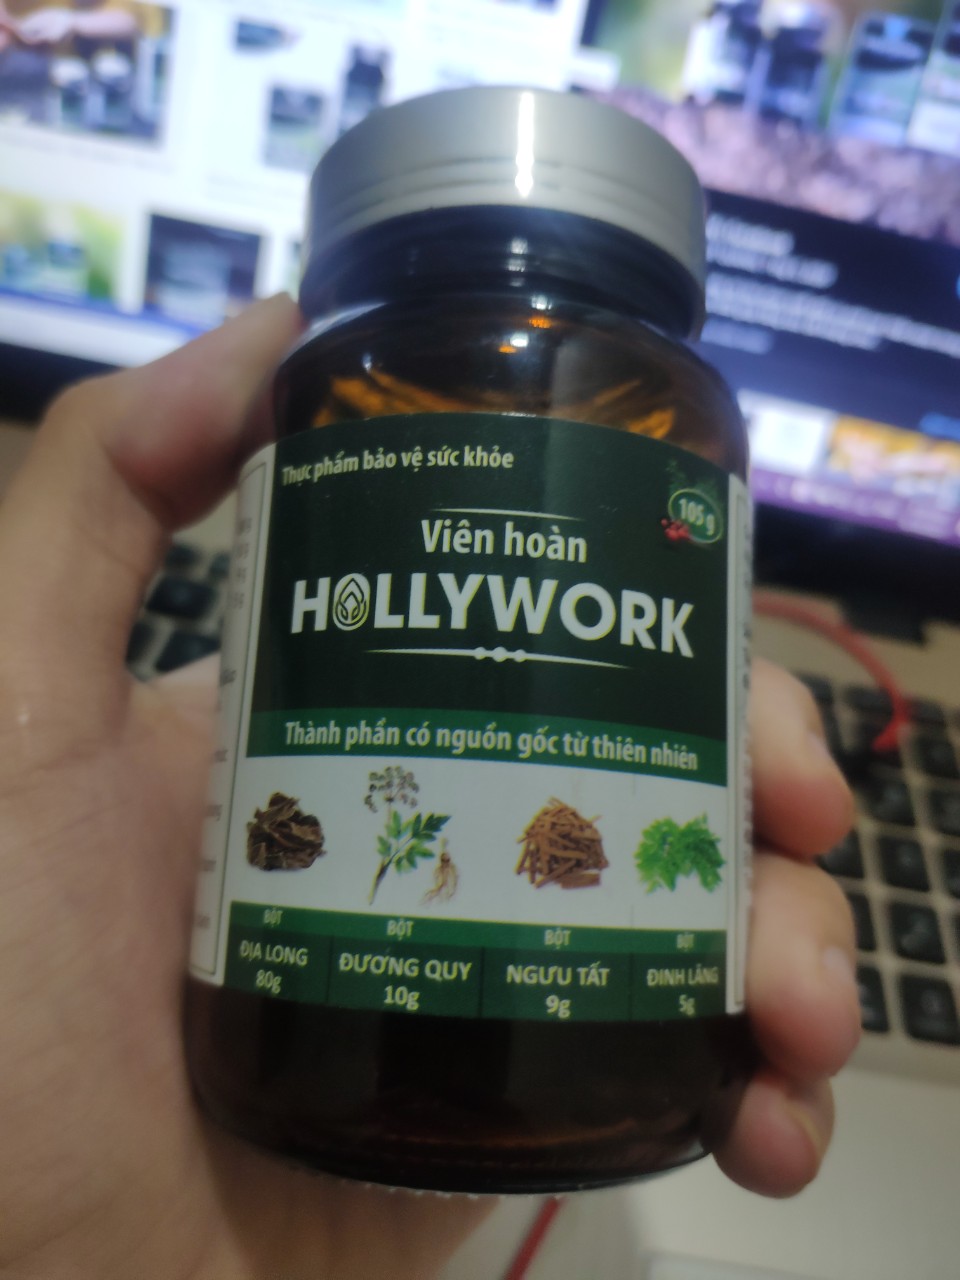 Thực phẩm bảo vệ sức khỏe
105 g
Viên hoàn
HOLLYWORK
Thành phần có nguồn gốc từ thiên nhiên
BỘT
ĐỊA LONG
80g
BỘT
ĐƯƠNG QUY
10g
BỘT
NGƯU TẤT
9g
BỘT
ĐINH LĂNG
5g